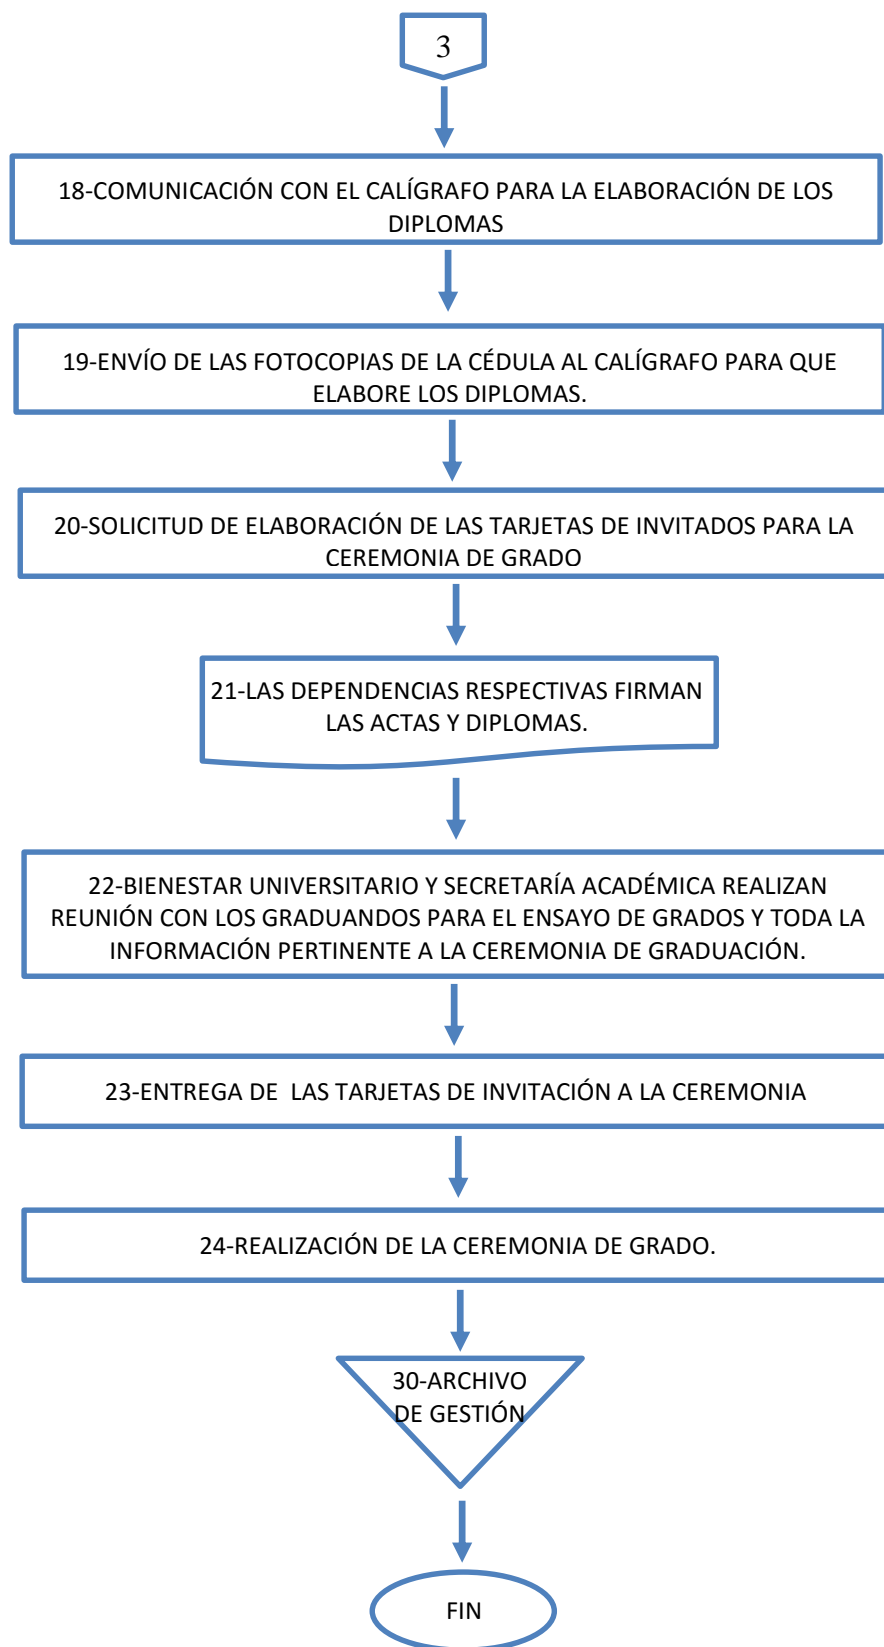 3
18-COMUNICACIÓN CON EL CALÍGRAFO PARA LA ELABORACIÓN DE LOS
DIPLOMAS
19-ENVÍO DE LAS FOTOCOPIAS DE LA CÉDULA AL CALÍGRAFO PARA QUE
ELABORE LOS DIPLOMAS.
20-SOLICITUD DE ELABORACIÓN DE LAS TARJETAS DE INVITADOS PARA LA
CEREMONIA DE GRADO
21-LAS DEPENDENCIAS RESPECTIVAS FIRMAN
LAS ACTAS Y DIPLOMAS.
22-BIENESTAR UNIVERSITARIO Y SECRETARÍA ACADÉMICA REALIZAN
REUNIÓN CON LOS GRADUANDOS PARA EL ENSAYO DE GRADOS Y TODA LA
INFORMACIÓN PERTINENTE A LA CEREMONIA DE GRADUACIÓN.
23-ENTREGA DE  LAS TARJETAS DE INVITACIÓN A LA CEREMONIA
24-REALIZACIÓN DE LA CEREMONIA DE GRADO.
30-ARCHIVO
DE GESTIÓN
FIN